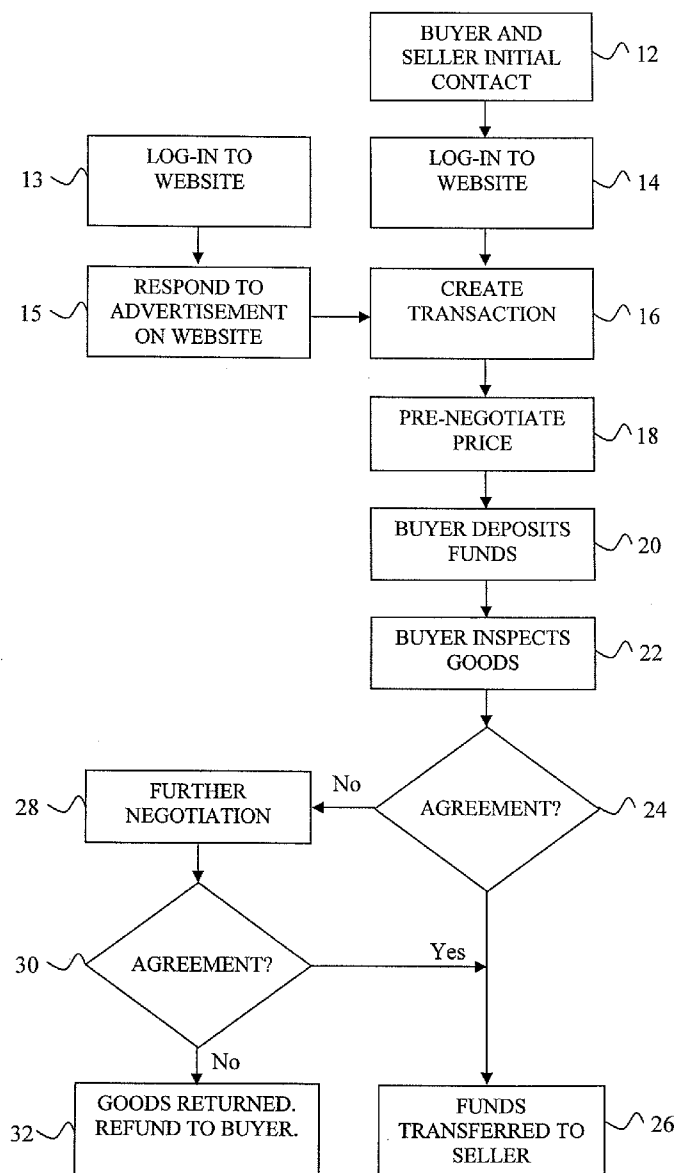 BUYER AND
SELLER INITIAL
CONTACT
12
LOG-IN TO
WEBSITE
13
LOG-IN TO
WEBSITE
14
RESPOND TO
ADVERTISEMENT
ON WEBSITE
15
CREATE
TRANSACTION
16
PRE-NEGOTIATE
PRICE
18
BUYER DEPOSITS
FUNDS
20
BUYER INSPECTS
GOODS
22
AGREEMENT?
24
No
FURTHER
NEGOTIATION
28
AGREEMENT?
30
Yes
No
GOODS RETURNED.
REFUND TO BUYER.
32
FUNDS
TRANSFERRED TO
SELLER
26